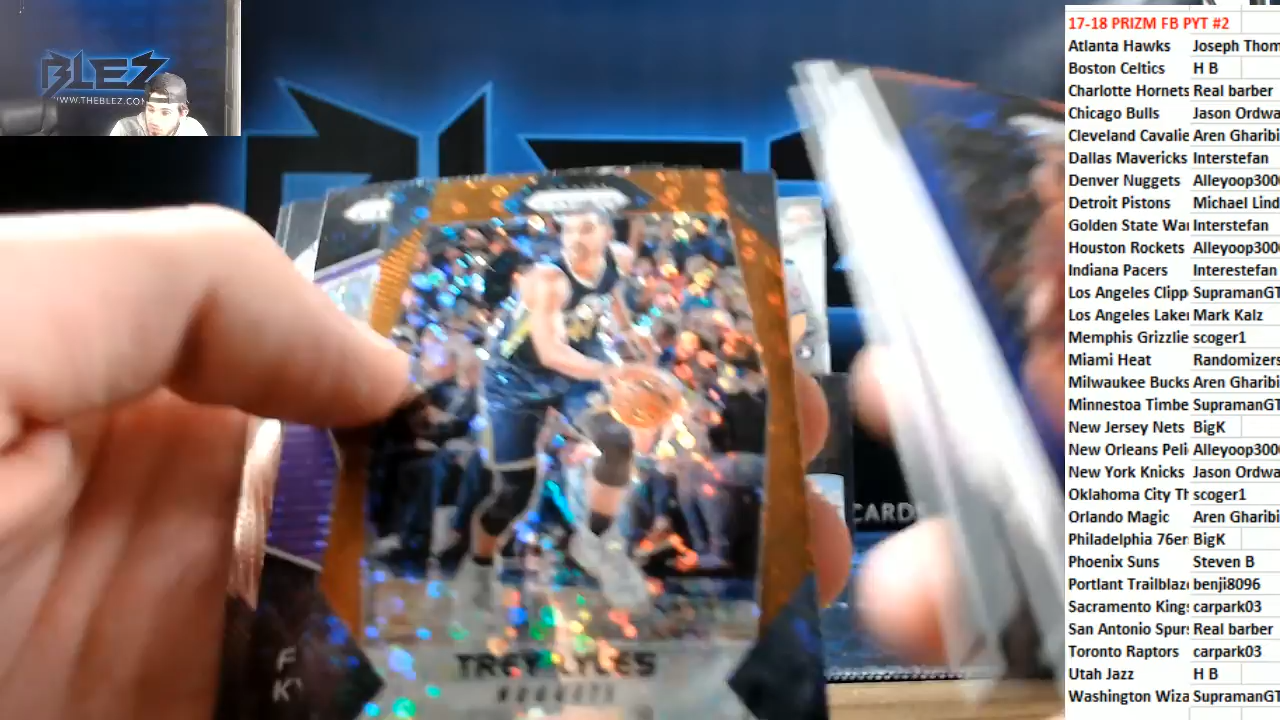 BLEZ
WWW.THEBLEZ.COM
TREY LYLES
NUGGETS
CARDS
17-18 PRIZM FB PYT #2
Atlanta Hawks Joseph Thom
Boston Celtics H B
Charlotte Hornets Real barber
Chicago Bulls Jason Ordwa
Cleveland Cavalie Aren Gharibi
Dallas Mavericks Interstefan
Denver Nuggets Alleyoop300
Detroit Pistons Michael Lind
Golden State Wa Interstefan
Houston Rockets Alleyoop300
Indiana Pacers Interestefan
Los Angeles Clipp SupramanGT
Los Angeles Laker Mark Kalz
Memphis Grizzlie scoger1
Miami Heat Randomizers
Milwaukee Bucks Aren Gharibi
Minnestoa Timbe SupramanGT
New Jersey Nets BigK
New Orleans Peli Alleyoop300
New York Knicks Jason Ordwa
Oklahoma City Th scoger1
Orlando Magic Aren Gharibi
Philadelphia 76er BigK
Phoenix Suns Steven B
Portlant Trailblaz benji8096
Sacramento King carpark03
San Antonio Spur Real barber
Toronto Raptors carpark03
Utah Jazz H B
Washington Wiza SupramanGT